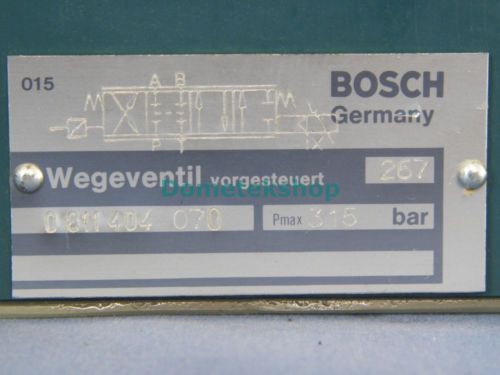 015
A B
BOSCH
Germany
P T
Wegeventil vorgesteuert 267
Dometekshop
0 811 404 070 Pmax 315 bar